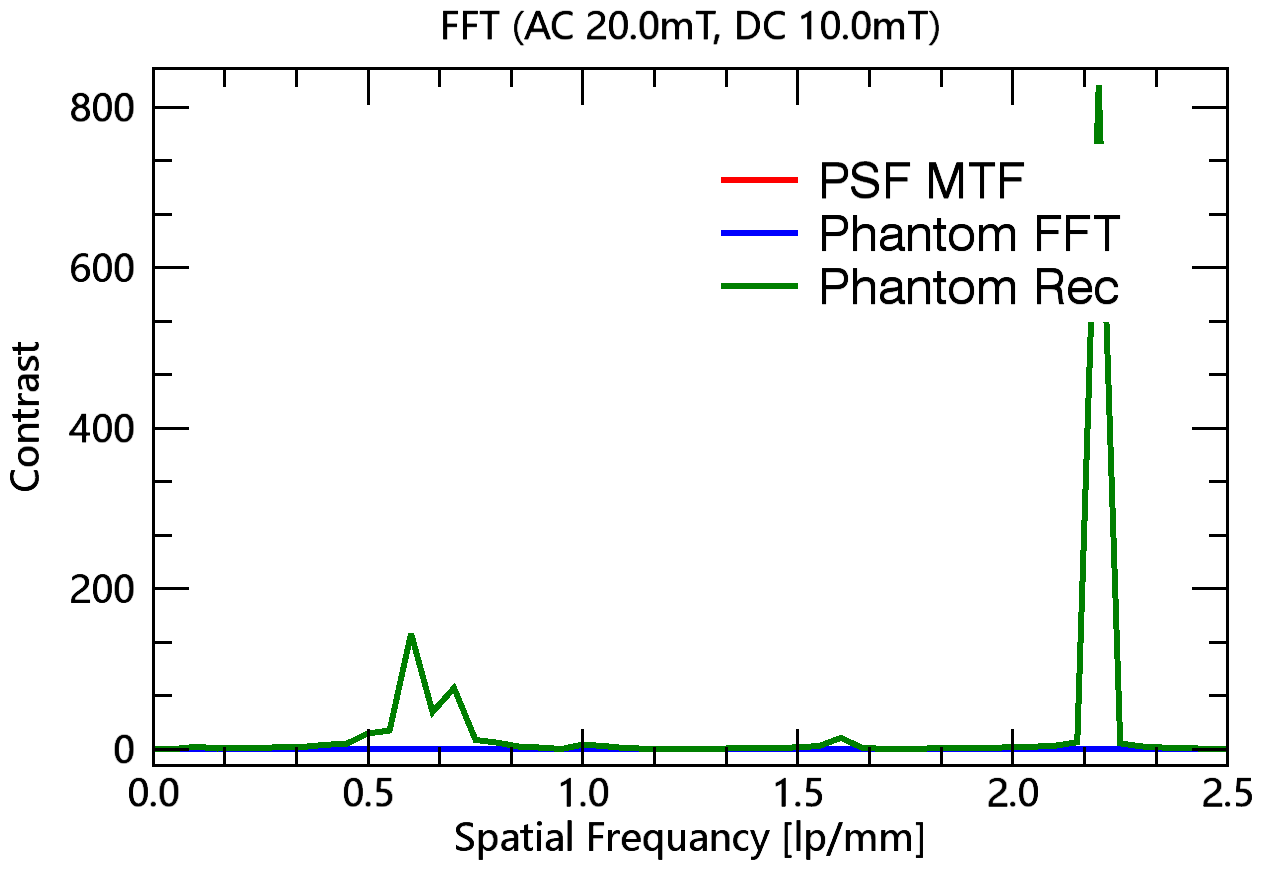 FFT (AC 20.0mT, DC 10.0mT)
800
600
400
200
0
Contrast
PSF MTF
Phantom FFT
Phantom Rec
0.0 0.5 1.0 1.5 2.0 2.5
Spatial Frequancy [lp/mm]